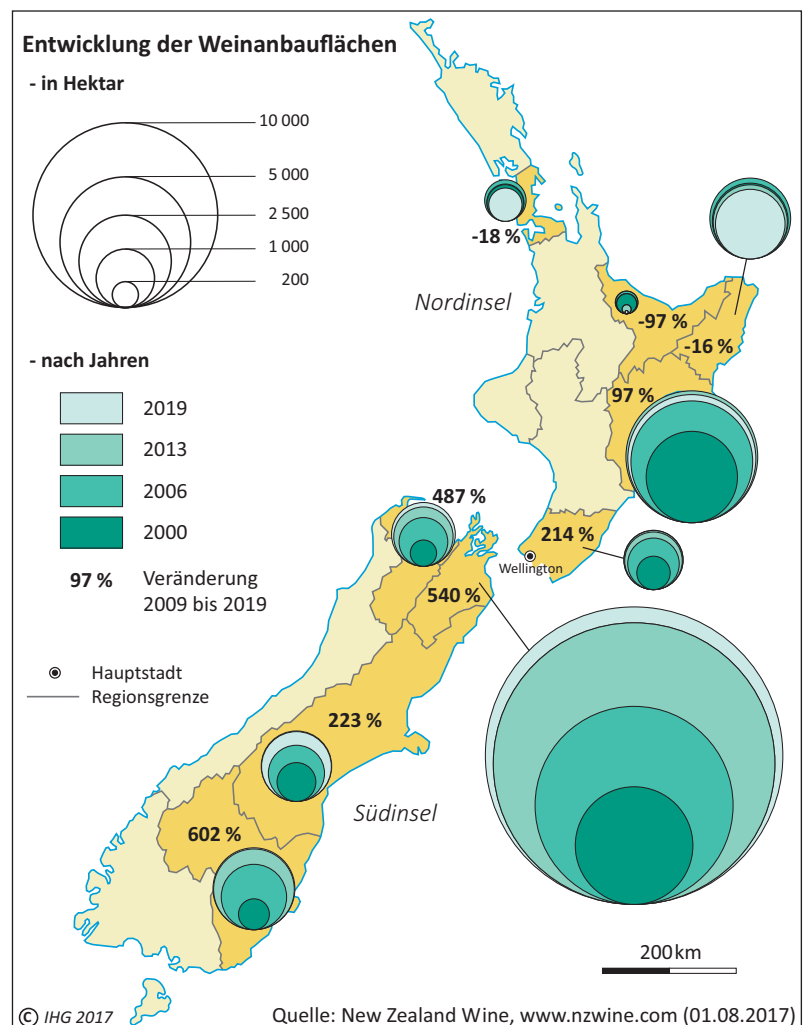 Entwicklung der Weinanbauflächen
- in Hektar
10 000
5 000
2 500
1 000
200
- nach Jahren
2019
2013
2006
2000
97 % Veränderung
2009 bis 2019
Hauptstadt
Regionsgrenze
-18 %
Nordinsel
-97 %
-16 %
97 %
487 %
214 %
Wellington
540 %
223 %
Südinsel
602 %
200 km
© IHG 2017
Quelle: New Zealand Wine, www.nzwine.com (01.08.2017)